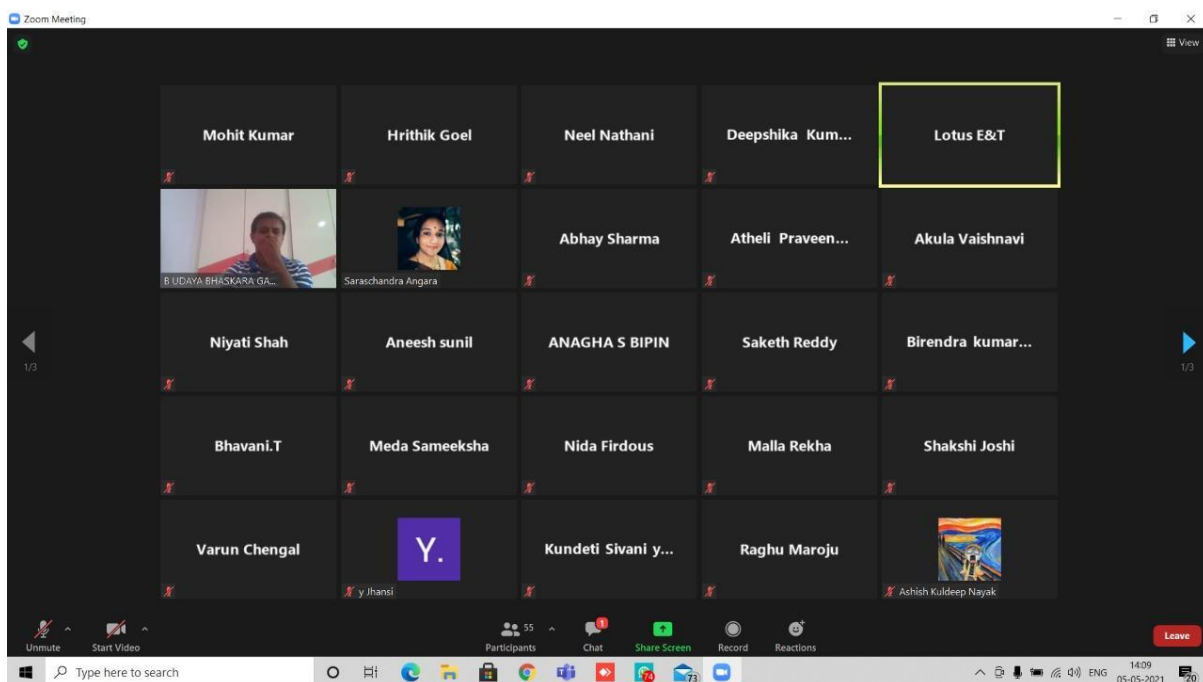 Zoom Meeting
View
Mohit Kumar
Hrithik Goel
Neel Nathani
Deepshika Kum...
Lotus E&T
B UDAYA BHASKARA GA...
Saraschandra Angara
Abhay Sharma
Atheli Praveen...
Akula Vaishnavi
Niyati Shah
Aneesh sunil
ANAGHA S BIPIN
Saketh Reddy
Birendra kumar...
1/3
1/3
Bhavani.T
Meda Sameeksha
Nida Firdous
Malla Rekha
Shakshi Joshi
Varun Chengal
Y.
y Jhansi
Kundeti Sivani y...
Raghu Maroju
Ashish Kuldeep Nayak
Unmute
Start Video
55
Participants
1
Chat
Share Screen
Record
Reactions
Leave
Type here to search
74
73
ENG
14:09
05-05-2021
20